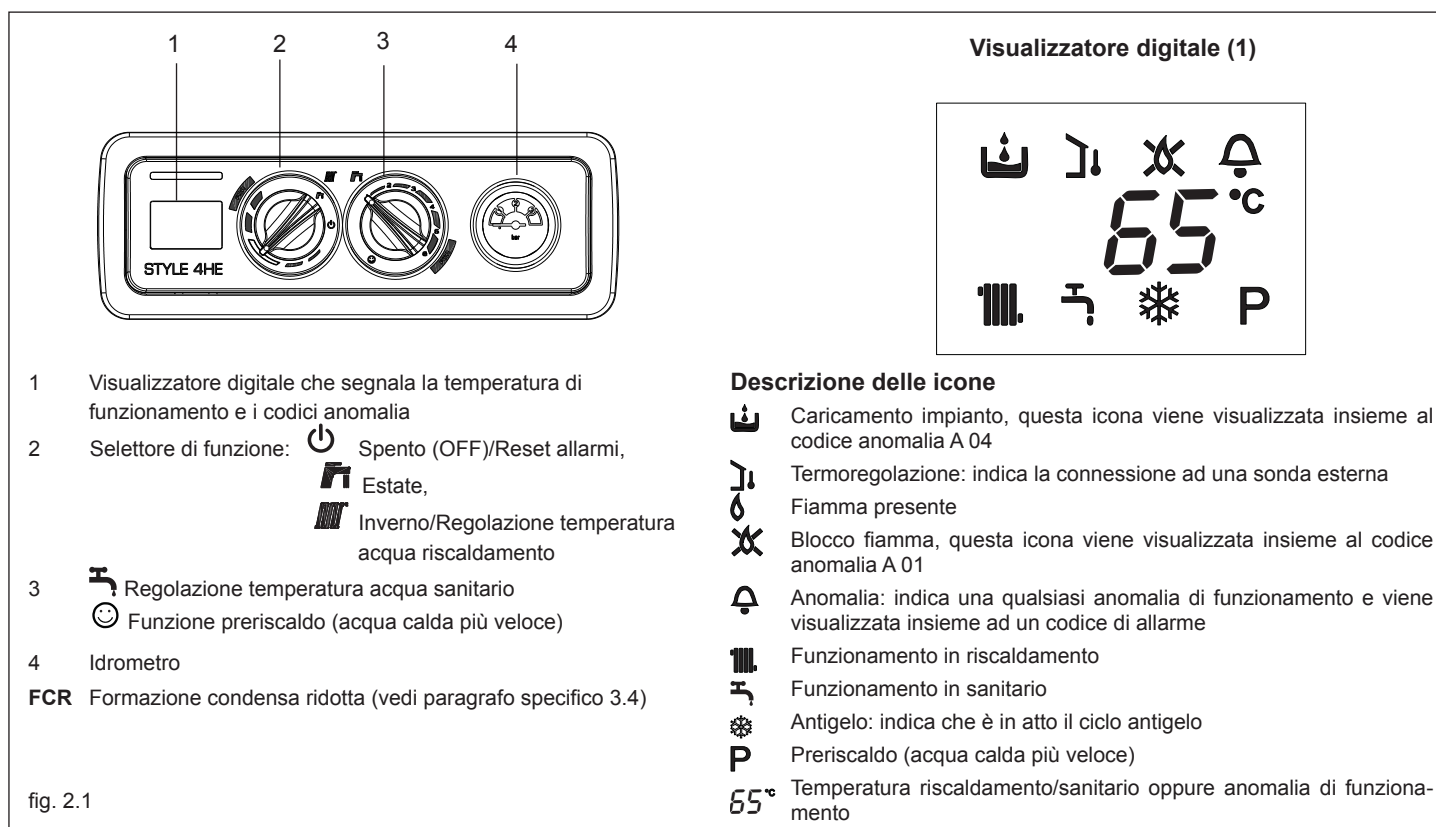 1 2 3 4
STYLE 4HE
bar
1 Visualizzatore digitale che segnala la temperatura di
funzionamento e i codici anomalia
2 Selettore di funzione: Spento (OFF)/Reset allarmi,
Estate,
Inverno/Regolazione temperatura
acqua riscaldamento
3 Regolazione temperatura acqua sanitario
Funzione preriscaldo (acqua calda più veloce)
4 Idrometro
FCR Formazione condensa ridotta (vedi paragrafo specifico 3.4)
fig. 2.1
Visualizzatore digitale (1)
65 °C
P
Descrizione delle icone
Caricamento impianto, questa icona viene visualizzata insieme al
codice anomalia A 04
Termoregolazione: indica la connessione ad una sonda esterna
Fiamma presente
Blocco fiamma, questa icona viene visualizzata insieme al codice
anomalia A 01
Anomalia: indica una qualsiasi anomalia di funzionamento e viene
visualizzata insieme ad un codice di allarme
Funzionamento in riscaldamento
Funzionamento in sanitario
Antigelo: indica che è in atto il ciclo antigelo
P Preriscaldo (acqua calda più veloce)
65°C Temperatura riscaldamento/sanitario oppure anomalia di funziona-
mento